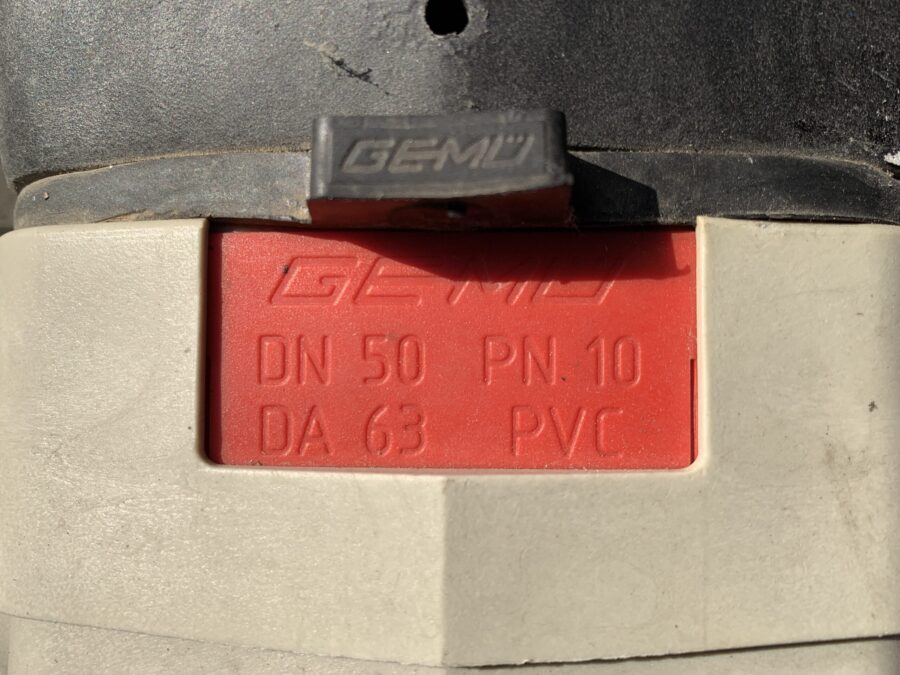 GEMÜ
GEMÜ
DN 50 PN 10
DA 63 PVC